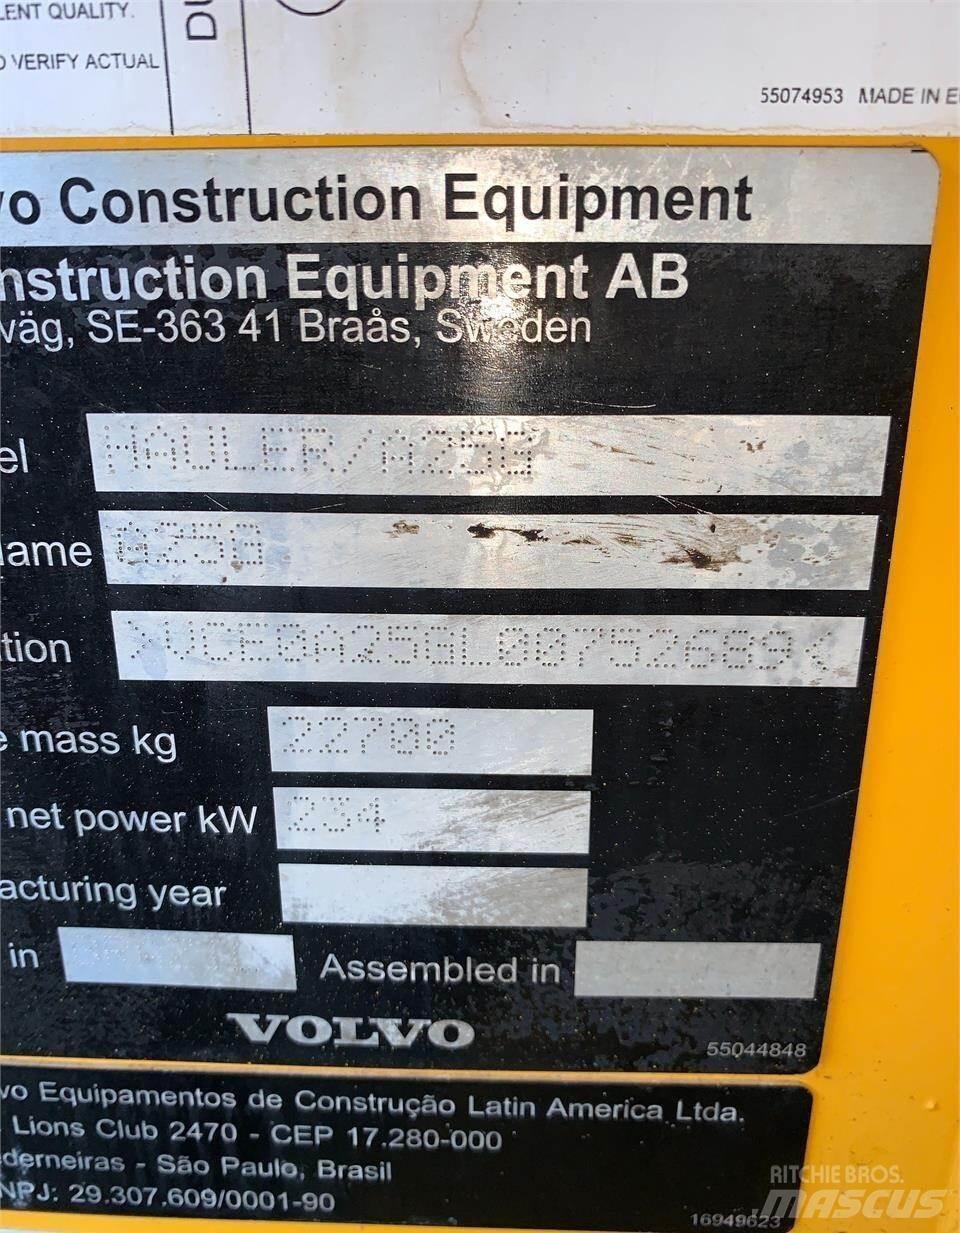 LENT QUALITY.
O VERIFY ACTUAL
DU
55074953 MADE IN E
vo Construction Equipment
nstruction Equipment AB
väg, SE-363 41 Braås, Sweden
el HAULER/A25G
name A25G
tion
e mass kg 22700
net power kW 234
acturing year
in
Assembled in
VOLVO
55044848
vo Equipamentos de Construção Latin America Ltda.
Lions Club 2470 - CEP 17.280-000
derneiras - São Paulo, Brasil
NPJ: 29.307.609/0001-90
16949623
RITCHIE BROS.
MASCUS